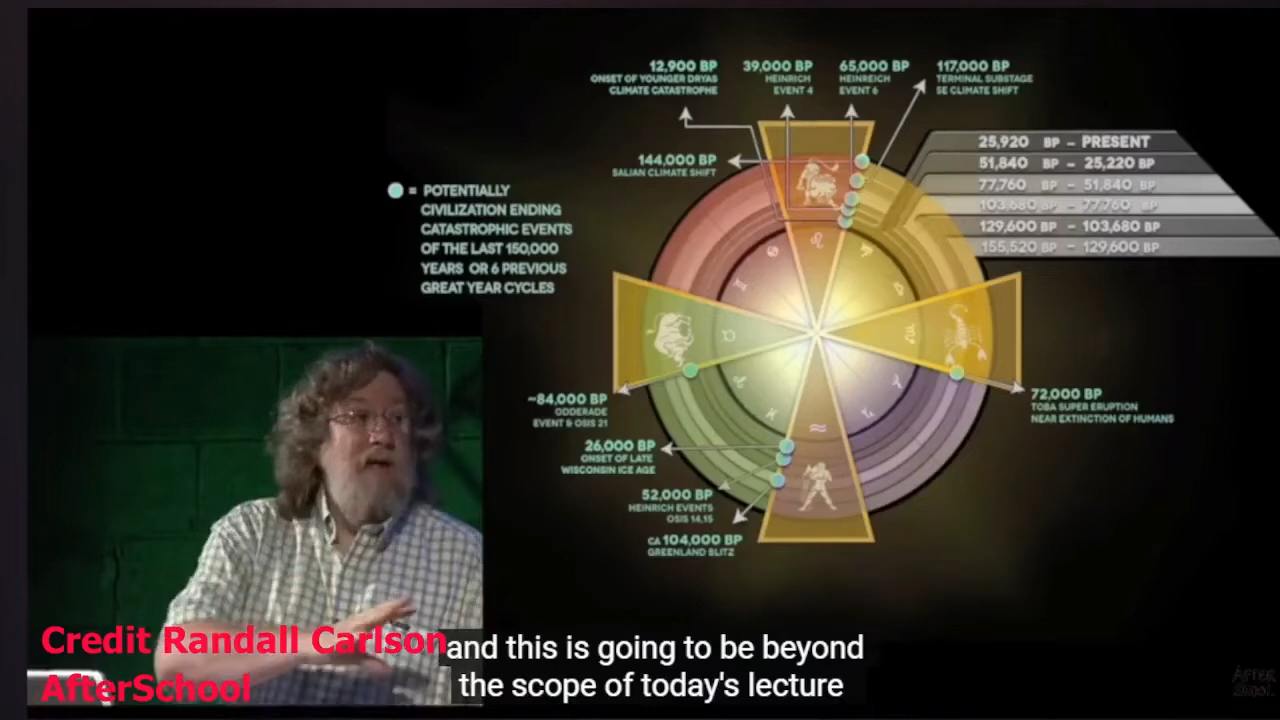 12,900 BP
ONSET OF YOUNGER DRYAS
CLIMATE CATASTROPHE
39,000 BP
HEINRICH
EVENT 4
65,000 BP
HEINREICH
EVENT 6
117,000 BP
TERMINAL SUBSTAGE
5E CLIMATE SHIFT
144,000 BP
SALIAN CLIMATE SHIFT
25,920 BP - PRESENT
51,840 BP - 25,220 BP
77,760 BP - 51,840 BP
103,680 BP - 77,760 BP
129,600 BP - 103,680 BP
155,520 BP - 129,600 BP
= POTENTIALLY
CIVILIZATION ENDING
CATASTROPHIC EVENTS
OF THE LAST 150,000
YEARS OR 6 PREVIOUS
GREAT YEAR CYCLES
~84,000 BP
ODDERADE
EVENT & OSIS 21
72,000 BP
TOBA SUPER ERUPTION
NEAR EXTINCTION OF HUMANS
26,000 BP
ONSET OF LATE
WISCONSIN ICE AGE
52,000 BP
HEINRICH EVENTS
OSIS 14,15
CA 104,000 BP
GREENLAND BLITZ
Credit Randall Carlson
AfterSchool
and this is going to be beyond
the scope of today's lecture
AFTER
SKOOL